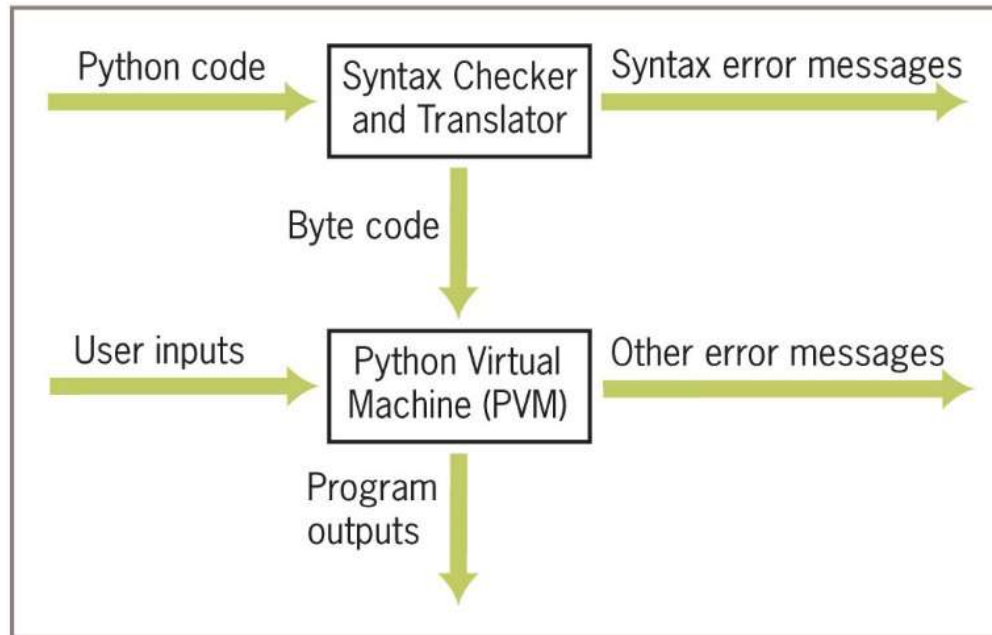 Python code
Syntax Checker
and Translator
Syntax error messages
Byte code
User inputs
Python Virtual
Machine (PVM)
Other error messages
Program
outputs